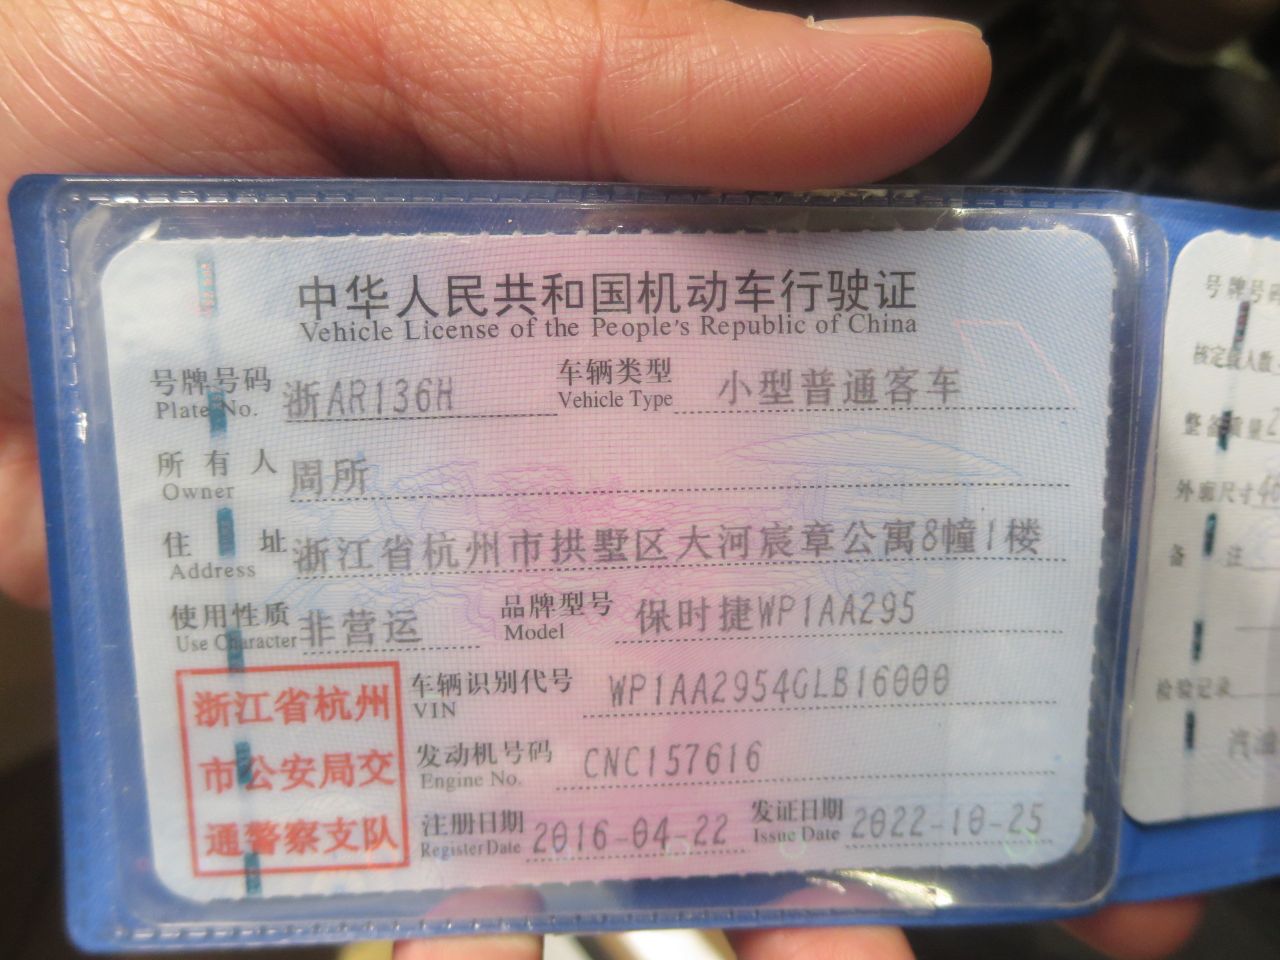 中华人民共和国机动车行驶证
Vehicle License of the People's Republic of China
号牌号码 浙AR136H 车辆类型 小型普通客车
Plate No. Vehicle Type
所有人 周所
Owner
住址 浙江省杭州市拱墅区大河宸章公寓8幢1楼
Address
使用性质 非营运 品牌型号 保时捷WP1AA295
Use Character Model
车辆识别代号 WP1AA2954GLB16000
VIN
发动机号码 CNC157616
Engine No.
注册日期 2016-04-22 发证日期 2022-10-25
Register Date Issue Date
浙江省杭州
市公安局交
通警察支队
号牌号码
核定载人数
整备质量 2
外廓尺寸
备注
检验记录